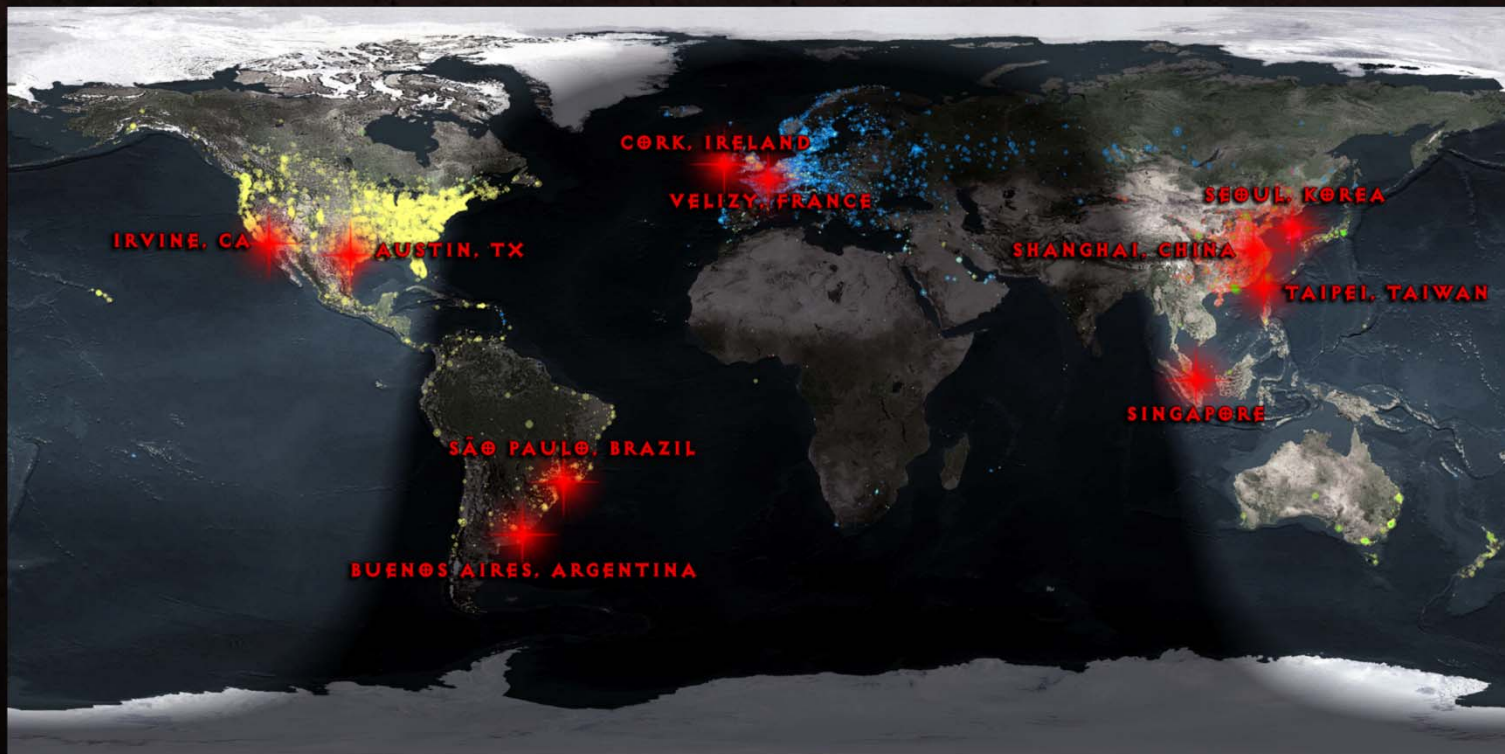 CORK, IRELAND
VELIZY, FRANCE
SEOUL, KOREA
IRVINE, CA
AUSTIN, TX
SHANGHAI, CHINA
TAIPEI, TAIWAN
SINGAPORE
SÃO PAULO, BRAZIL
BUENOS AIRES, ARGENTINA